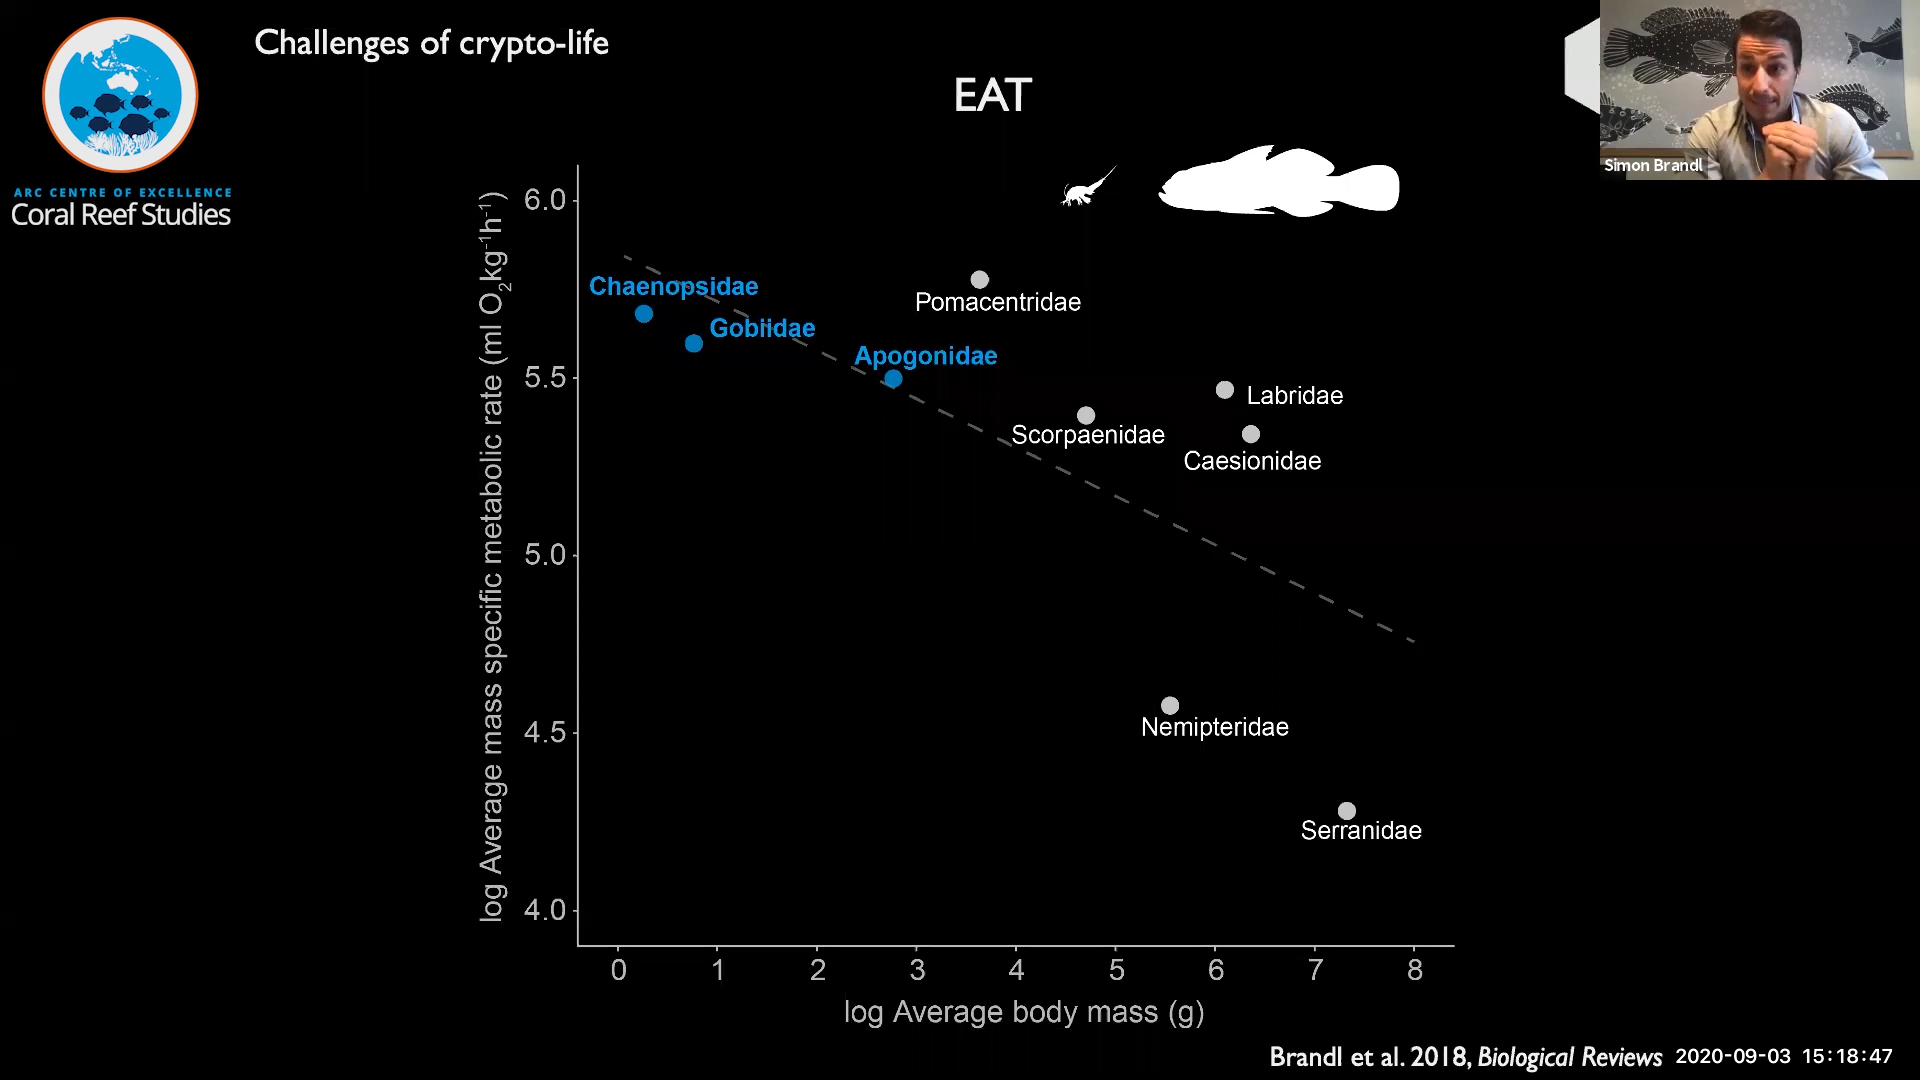 Challenges of crypto-life
EAT
Simon Brandl
ARC CENTRE OF EXCELLENCE
Coral Reef Studies
log Average mass specific metabolic rate (ml O₂kg⁻¹h⁻¹)
6.0
5.5
5.0
4.5
4.0
Chaenopsidae
Gobiidae
Apogonidae
Pomacentridae
Labridae
Scorpaenidae
Caesionidae
Nemipteridae
Serranidae
0 1 2 3 4 5 6 7 8
log Average body mass (g)
Brandl et al. 2018, Biological Reviews 2020-09-03 15:18:47